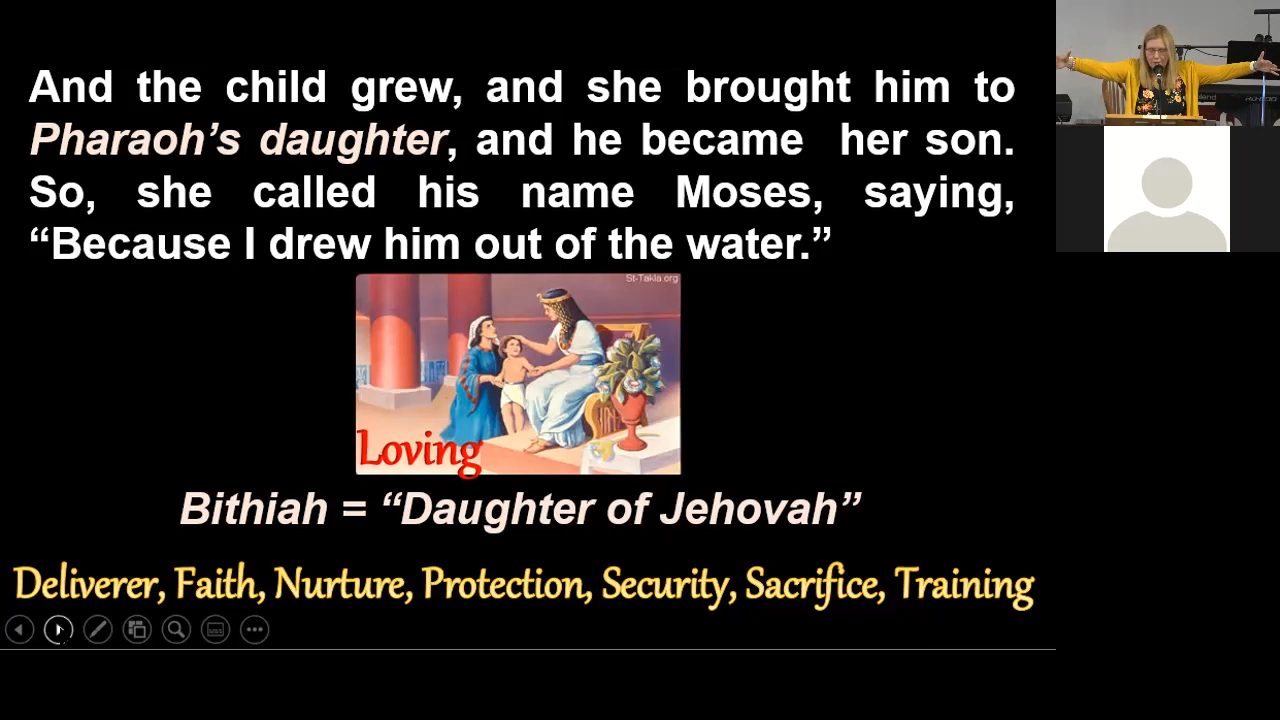 And the child grew, and she brought him to
Pharaoh’s daughter, and he became her son.
So, she called his name Moses, saying,
“Because I drew him out of the water.”
St-Takla org
Loving
Bithiah = “Daughter of Jehovah”
Deliverer, Faith, Nurture, Protection, Security, Sacrifice, Training